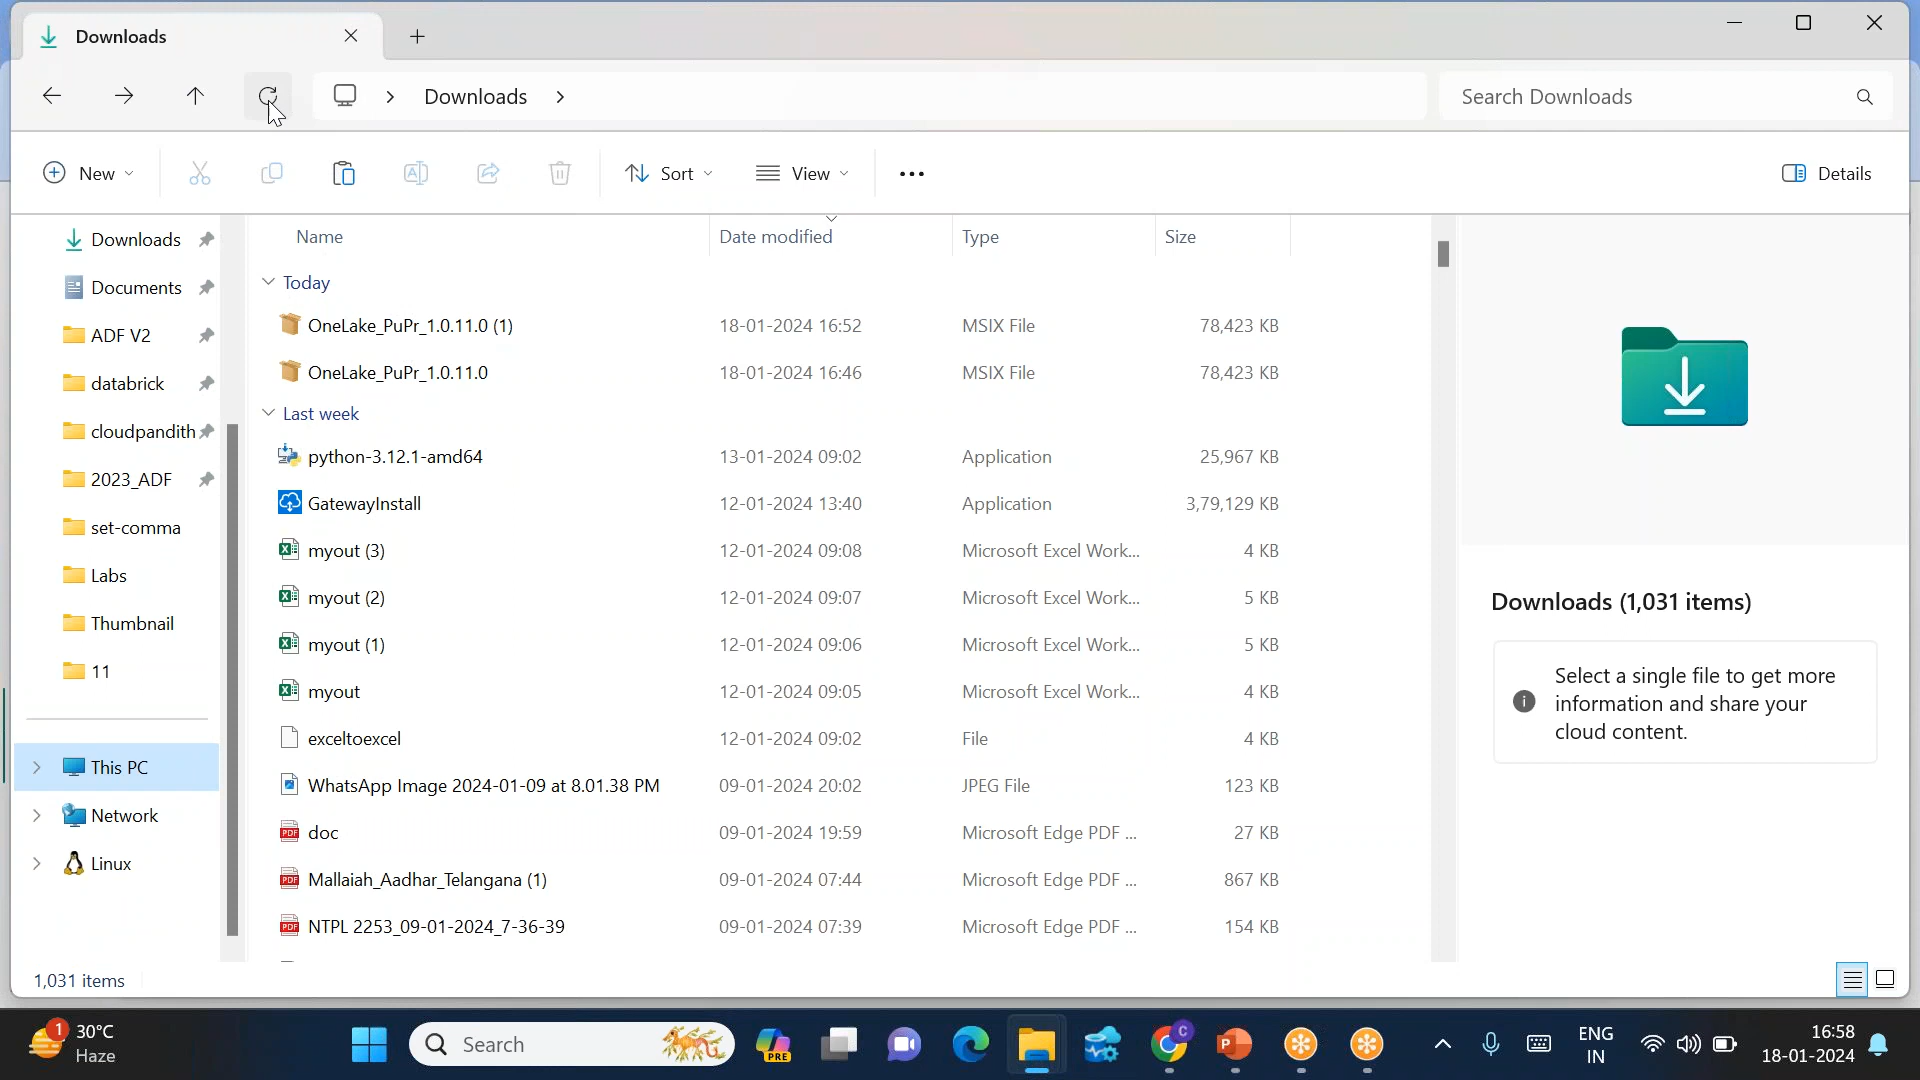 Downloads
Downloads
Search Downloads
New
Sort
View
Details
Downloads
Documents
ADF V2
databrick
cloudpandith
2023_ADF
set-comma
Labs
Thumbnail
11
This PC
Network
Linux
Name Date modified Type Size
Today
OneLake_PuPr_1.0.11.0 (1) 18-01-2024 16:52 MSIX File 78,423 KB
OneLake_PuPr_1.0.11.0 18-01-2024 16:46 MSIX File 78,423 KB
Last week
python-3.12.1-amd64 13-01-2024 09:02 Application 25,967 KB
GatewayInstall 12-01-2024 13:40 Application 3,79,129 KB
myout (3) 12-01-2024 09:08 Microsoft Excel Work... 4 KB
myout (2) 12-01-2024 09:07 Microsoft Excel Work... 5 KB
myout (1) 12-01-2024 09:06 Microsoft Excel Work... 5 KB
myout 12-01-2024 09:05 Microsoft Excel Work... 4 KB
exceltoexcel 12-01-2024 09:02 File 4 KB
WhatsApp Image 2024-01-09 at 8.01.38 PM 09-01-2024 20:02 JPEG File 123 KB
doc 09-01-2024 19:59 Microsoft Edge PDF ... 27 KB
Mallaiah_Aadhar_Telangana (1) 09-01-2024 07:44 Microsoft Edge PDF ... 867 KB
NTPL 2253_09-01-2024_7-36-39 09-01-2024 07:39 Microsoft Edge PDF ... 154 KB
Downloads (1,031 items)
Select a single file to get more
information and share your
cloud content.
1,031 items
1
30°C
Haze
Search
PRE
C
P
ENG
IN
16:58
18-01-2024